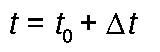 t = t₀ + Δt